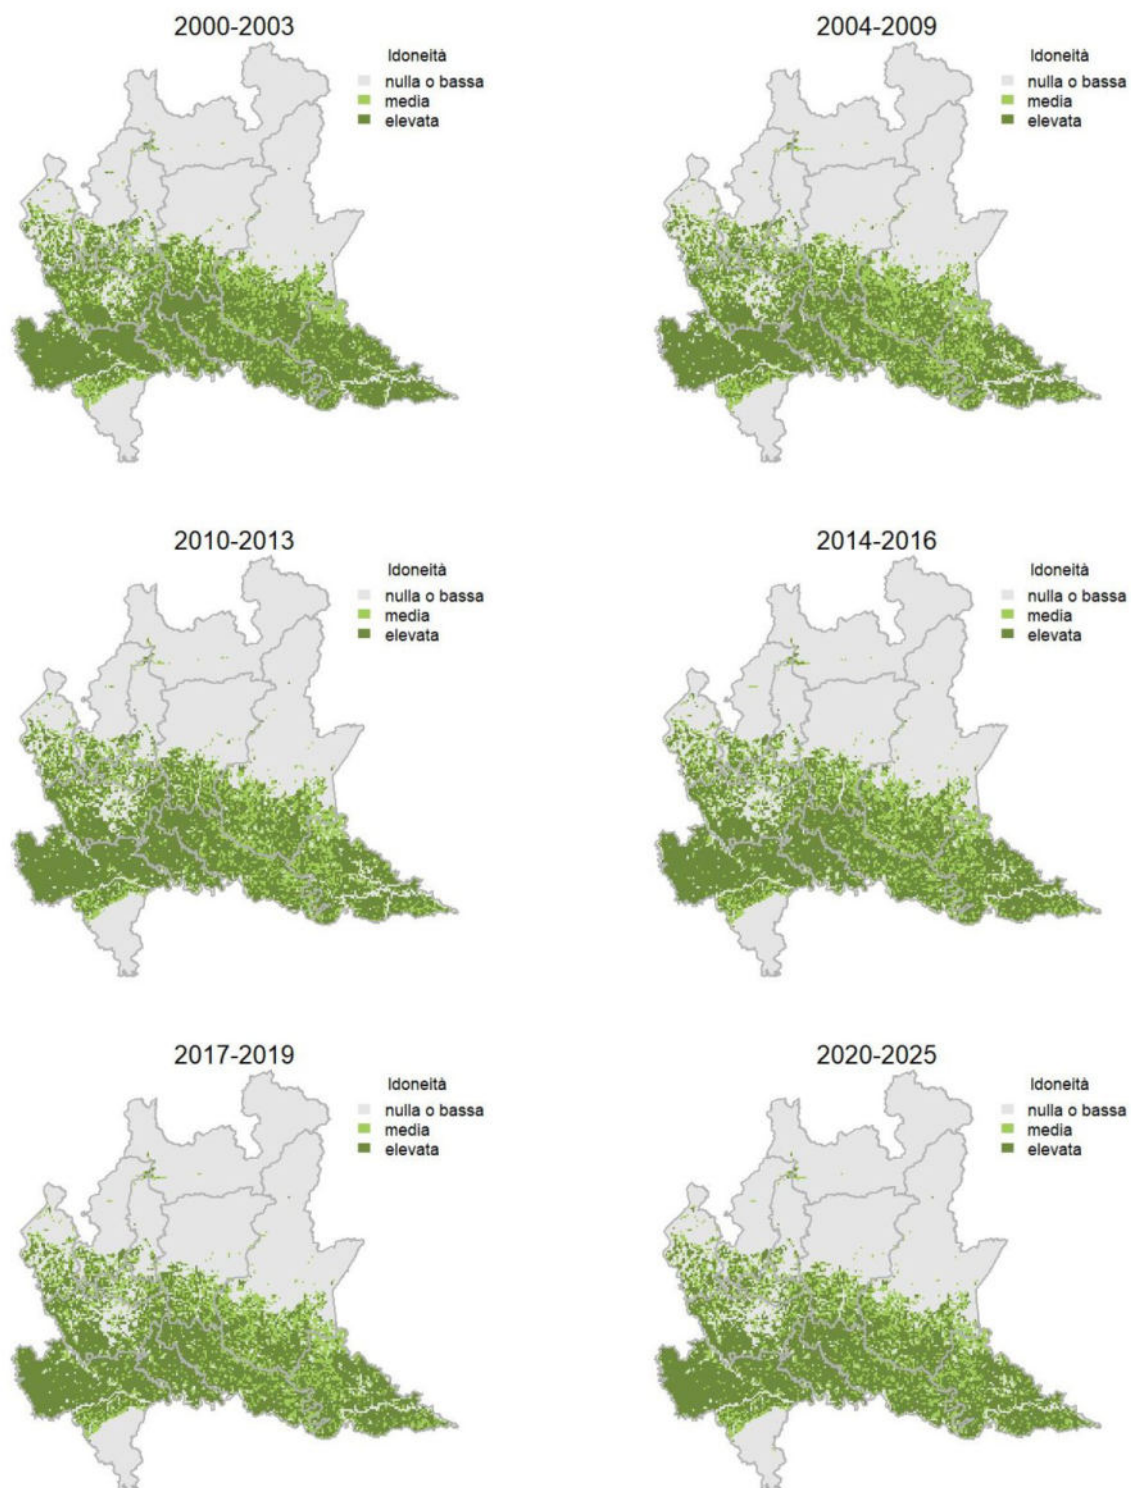 2000-2003
Idoneità
nulla o bassa
media
elevata
2004-2009
Idoneità
nulla o bassa
media
elevata
2010-2013
Idoneità
nulla o bassa
media
elevata
2014-2016
Idoneità
nulla o bassa
media
elevata
2017-2019
Idoneità
nulla o bassa
media
elevata
2020-2025
Idoneità
nulla o bassa
media
elevata